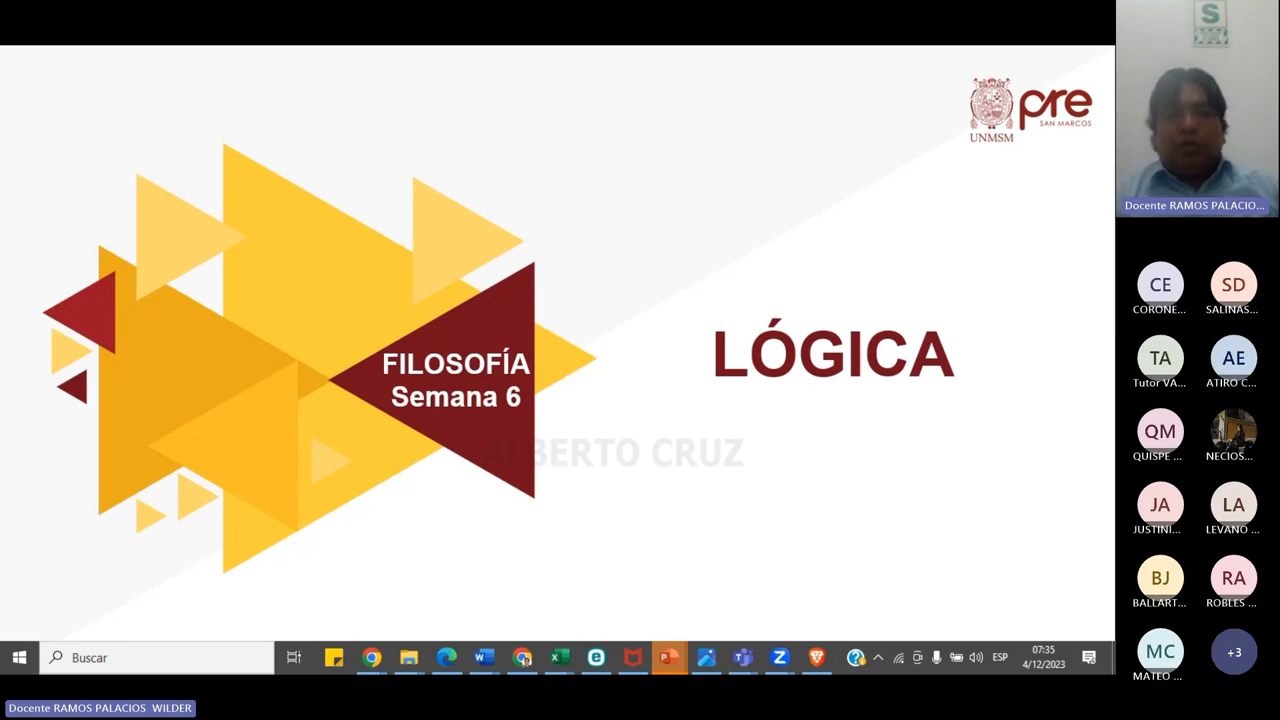 UNMSM
pre
SAN MARCOS
FILOSOFÍA
Semana 6
LÓGICA
ALBERTO CRUZ
S
Docente RAMOS PALACIO...
CE
SD
CORONE...
SALINAS...
TA
AE
Tutor VA...
ATIRO C...
QM
QUISPE ...
NECIOS...
JA
LA
JUSTINI...
LEVANO ...
BJ
RA
BALLART...
ROBLES ...
MC
+3
MATEO ...
Buscar
ESP
07:35
4/12/2023
Docente RAMOS PALACIOS WILDER